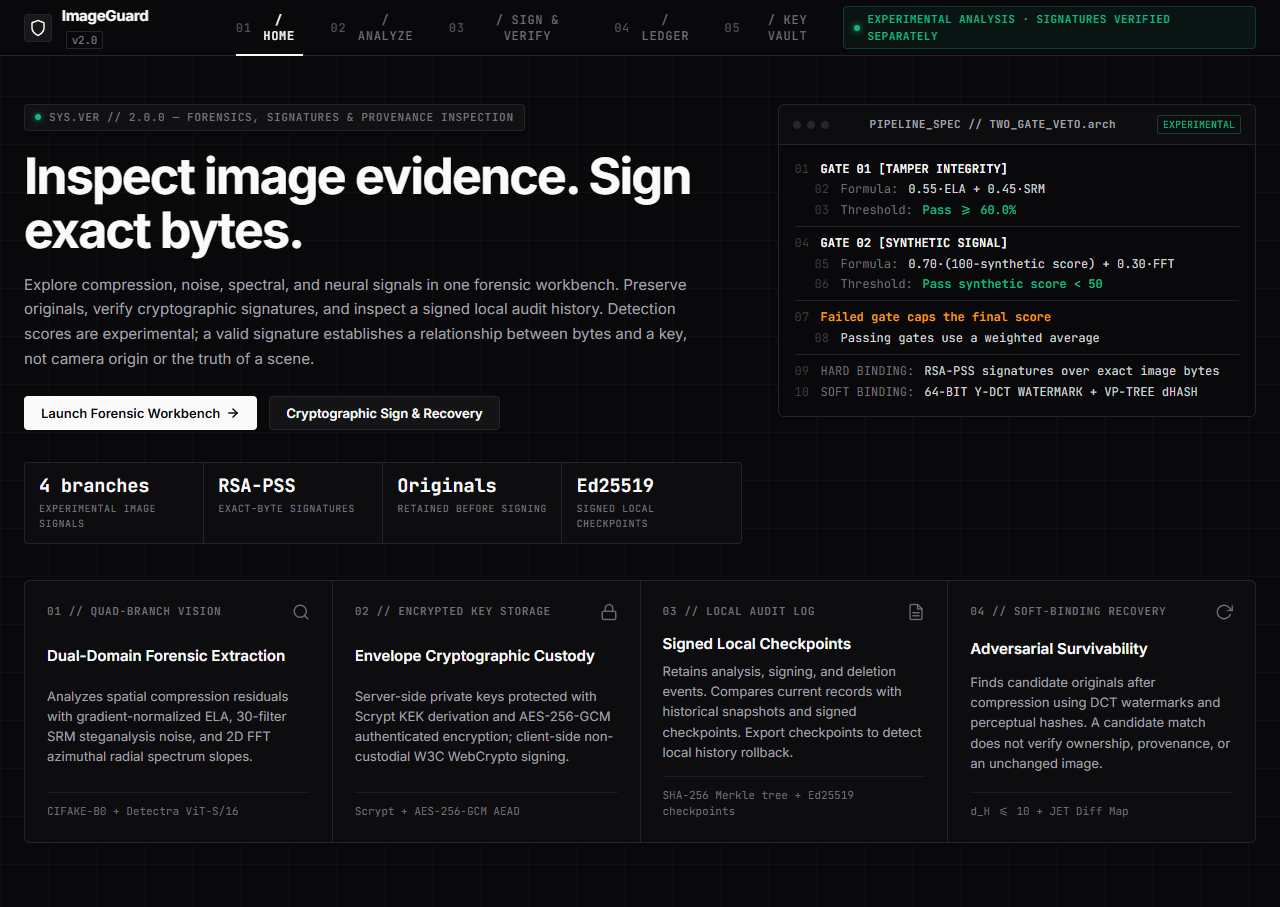 ImageGuard
v2.0
01 / HOME
02 / ANALYZE
03 / SIGN & VERIFY
04 / LEDGER
05 / KEY VAULT
EXPERIMENTAL ANALYSIS · SIGNATURES VERIFIED
SEPARATELY
SYS.VER // 2.0.0 — FORENSICS, SIGNATURES & PROVENANCE INSPECTION
Inspect image evidence. Sign
exact bytes.
Explore compression, noise, spectral, and neural signals in one forensic workbench. Preserve
originals, verify cryptographic signatures, and inspect a signed local audit history. Detection
scores are experimental; a valid signature establishes a relationship between bytes and a key,
not camera origin or the truth of a scene.
Launch Forensic Workbench →
Cryptographic Sign & Recovery
PIPELINE_SPEC // TWO_GATE_VETO.arch
EXPERIMENTAL
01 GATE 01 [TAMPER INTEGRITY]
02 Formula: 0.55·ELA + 0.45·SRM
03 Threshold: Pass ≥ 60.0%
04 GATE 02 [SYNTHETIC SIGNAL]
05 Formula: 0.70·(100-synthetic score) + 0.30·FFT
06 Threshold: Pass synthetic score < 50
07 Failed gate caps the final score
08 Passing gates use a weighted average
09 HARD BINDING: RSA-PSS signatures over exact image bytes
10 SOFT BINDING: 64-BIT Y-DCT WATERMARK + VP-TREE dHASH
4 branches
EXPERIMENTAL IMAGE
SIGNALS
RSA-PSS
EXACT-BYTE SIGNATURES
Originals
RETAINED BEFORE SIGNING
Ed25519
SIGNED LOCAL
CHECKPOINTS
01 // QUAD-BRANCH VISION
Dual-Domain Forensic Extraction
Analyzes spatial compression residuals
with gradient-normalized ELA, 30-filter
SRM steganalysis noise, and 2D FFT
azimuthal radial spectrum slopes.
CIFAKE-B0 + Detectra ViT-S/16
02 // ENCRYPTED KEY STORAGE
Envelope Cryptographic Custody
Server-side private keys protected with
Scrypt KEK derivation and AES-256-GCM
authenticated encryption; client-side non-
custodial W3C WebCrypto signing.
Scrypt + AES-256-GCM AEAD
03 // LOCAL AUDIT LOG
Signed Local Checkpoints
Retains analysis, signing, and deletion
events. Compares current records with
historical snapshots and signed
checkpoints. Export checkpoints to detect
local history rollback.
SHA-256 Merkle tree + Ed25519
checkpoints
04 // SOFT-BINDING RECOVERY
Adversarial Survivability
Finds candidate originals after
compression using DCT watermarks and
perceptual hashes. A candidate match
does not verify ownership, provenance, or
an unchanged image.
d_H ≤ 10 + JET Diff Map